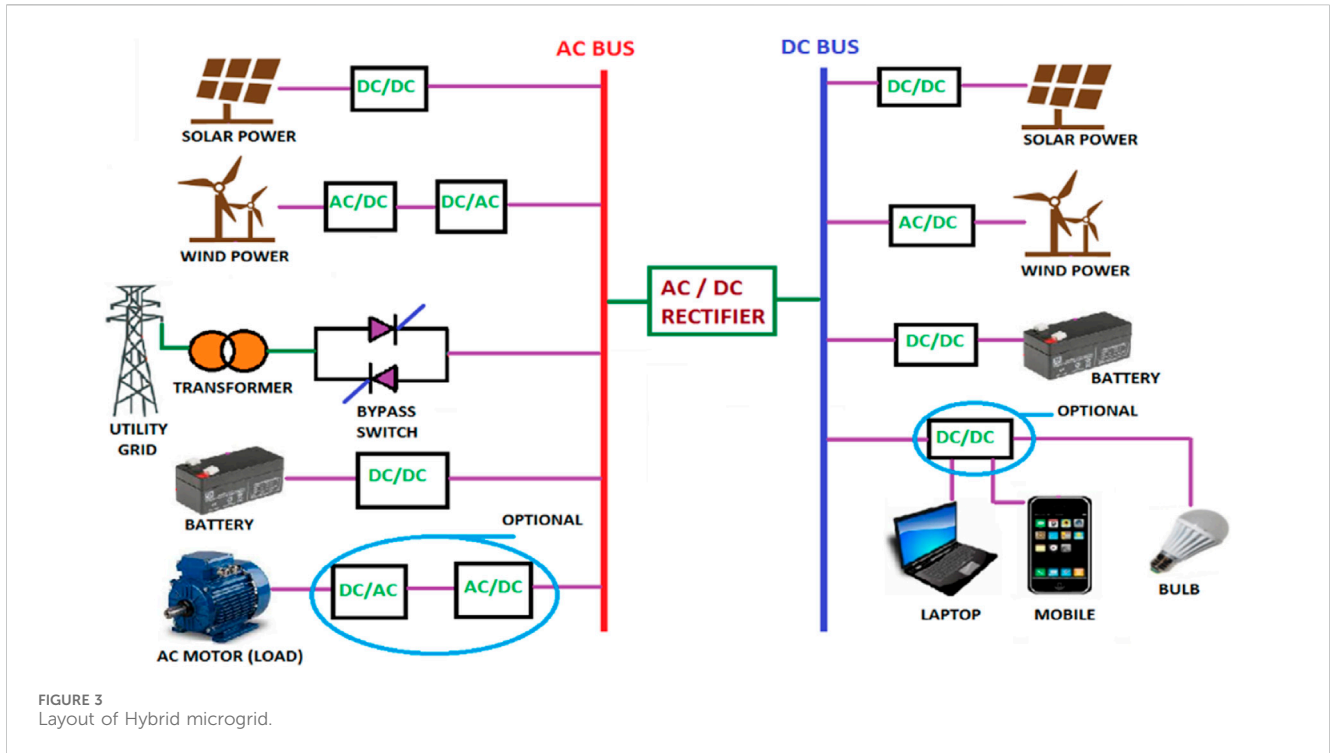 AC BUS
DC BUS
DC/DC
SOLAR POWER
AC/DC
DC/AC
WIND POWER
UTILITY
GRID
TRANSFORMER
BYPASS
SWITCH
BATTERY
DC/DC
OPTIONAL
DC/AC
AC/DC
AC MOTOR (LOAD)
AC / DC
RECTIFIER
DC/DC
SOLAR POWER
AC/DC
WIND POWER
DC/DC
BATTERY
OPTIONAL
DC/DC
LAPTOP
MOBILE
BULB
FIGURE 3
Layout of Hybrid microgrid.